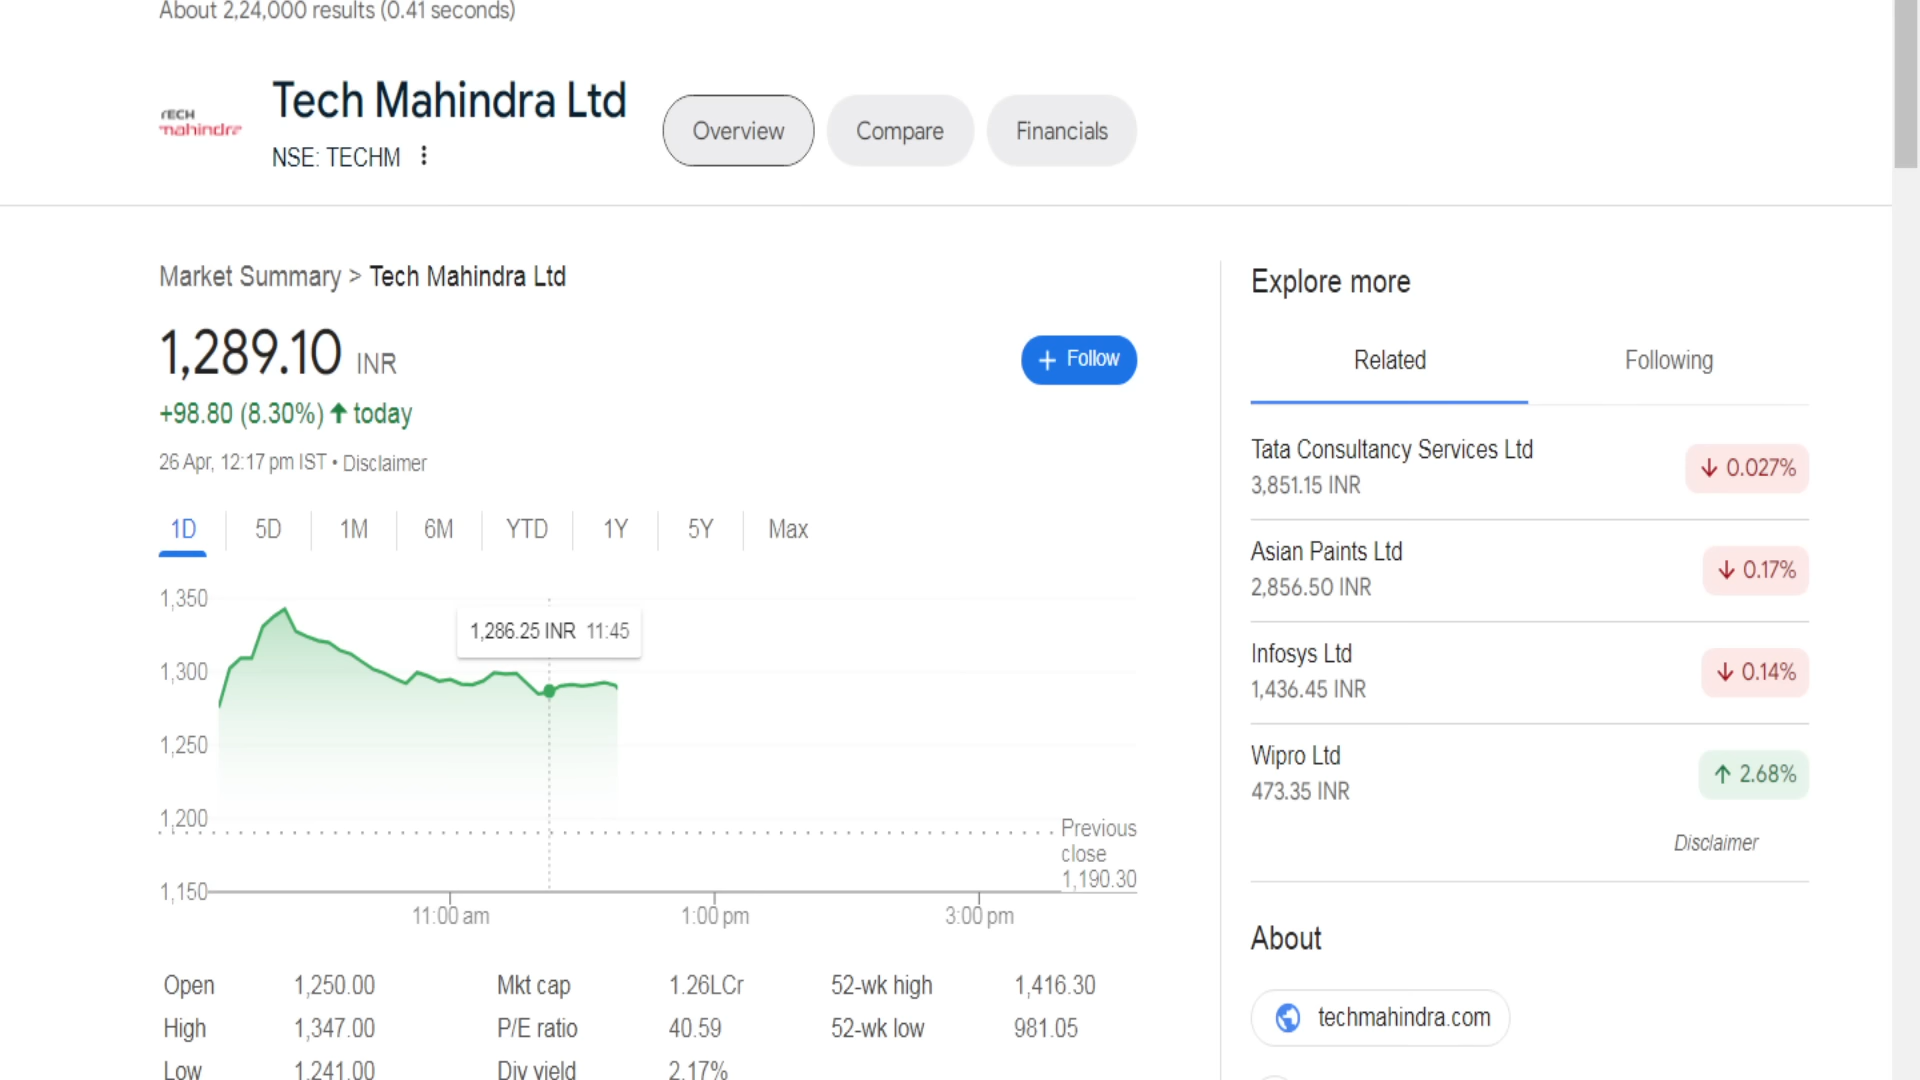 About 2,24,000 results (0.41 seconds)
TECH
mahindra
Tech Mahindra Ltd
NSE: TECHM
Overview
Compare
Financials
Market Summary > Tech Mahindra Ltd
1,289.10 INR
+ Follow
+98.80 (8.30%) ↑ today
26 Apr, 12:17 pm IST • Disclaimer
1D 5D 1M 6M YTD 1Y 5Y Max
1,350
1,286.25 INR 11:45
1,300
1,250
1,200
1,150
Previous
close
1,190.30
11:00 am 1:00 pm 3:00 pm
Open 1,250.00 Mkt cap 1.26LCr 52-wk high 1,416.30
High 1,347.00 P/E ratio 40.59 52-wk low 981.05
Low 1,241.00 Div yield 2.17%
Explore more
Related Following
Tata Consultancy Services Ltd
3,851.15 INR
↓ 0.027%
Asian Paints Ltd
2,856.50 INR
↓ 0.17%
Infosys Ltd
1,436.45 INR
↓ 0.14%
Wipro Ltd
473.35 INR
↑ 2.68%
Disclaimer
About
techmahindra.com